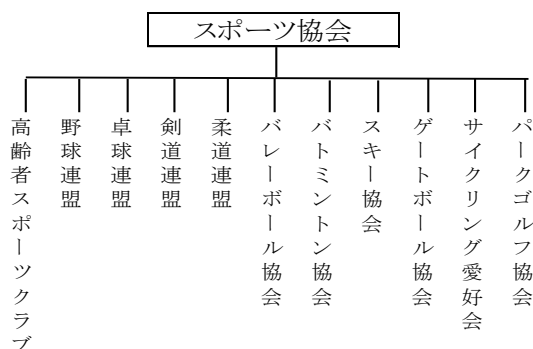 スポーツ協会
高齢者スポーツクラブ
野球連盟
卓球連盟
剣道連盟
柔道連盟
バレーボール協会
バトミントン協会
スキー協会
ゲートボール協会
サイクリング愛好会
パークゴルフ協会